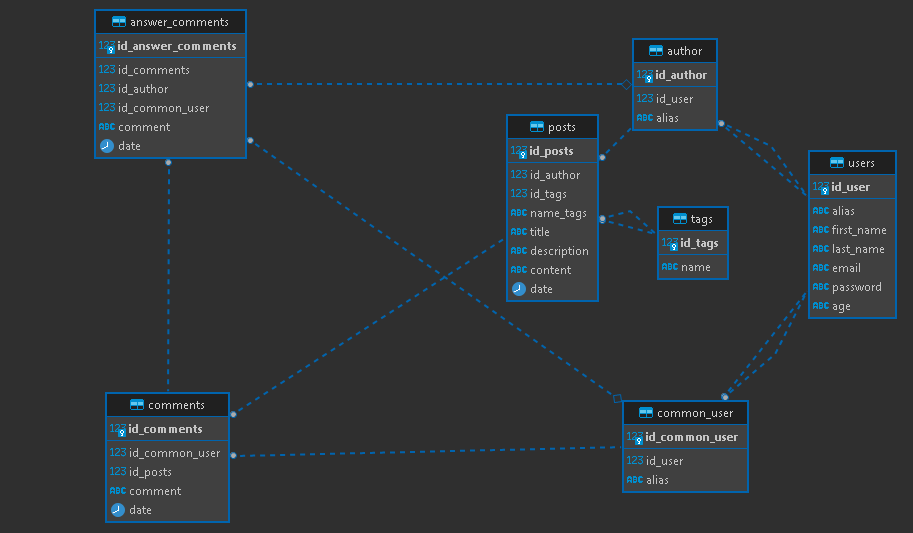 answer_comments
123 id_answer_comments
123 id_comments
123 id_author
123 id_common_user
ABC comment
date
author
123 id_author
123 id_user
ABC alias
posts
123 id_posts
123 id_author
123 id_tags
ABC name_tags
ABC title
ABC description
ABC content
date
tags
123 id_tags
ABC name
users
123 id_user
ABC alias
ABC first_name
ABC last_name
ABC email
ABC password
ABC age
comments
123 id_comments
123 id_common_user
123 id_posts
ABC comment
date
common_user
123 id_common_user
123 id_user
ABC alias